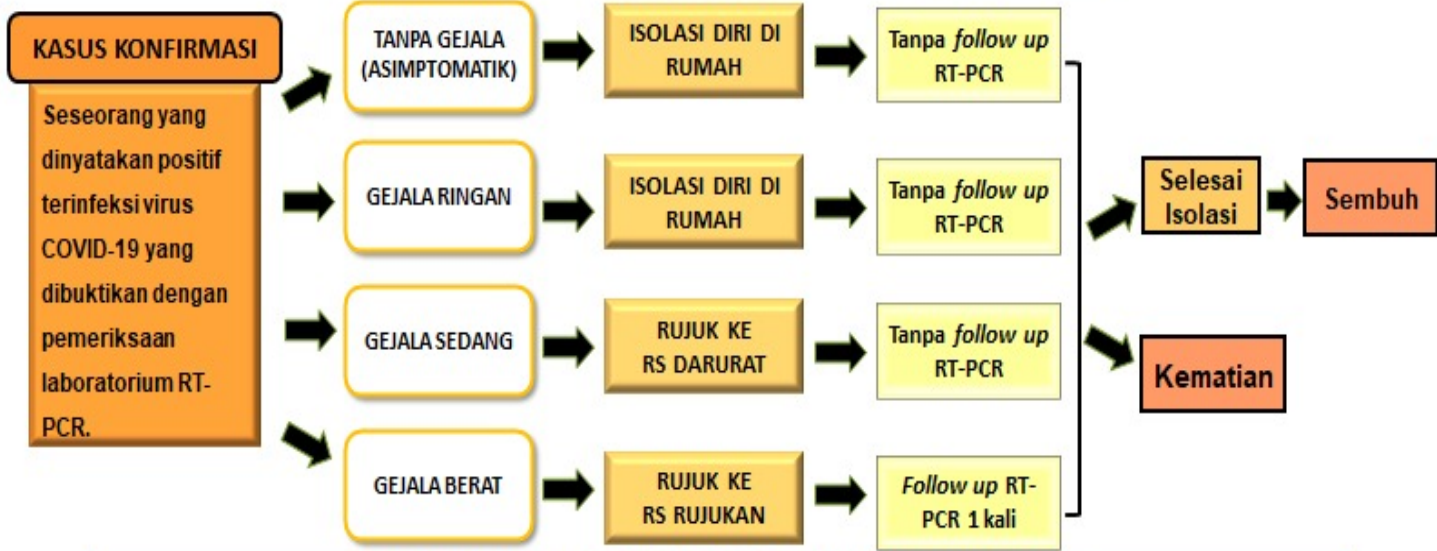 KASUS KONFIRMASI
Seseorang yang
dinyatakan positif
terinfeksi virus
COVID-19 yang
dibuktikan dengan
pemeriksaan
laboratorium RT-
PCR.
TANPA GEJALA
(ASIMPTOMATIK)
ISOLASI DIRI DI
RUMAH
Tanpa follow up
RT-PCR
GEJALA RINGAN
ISOLASI DIRI DI
RUMAH
Tanpa follow up
RT-PCR
GEJALA SEDANG
RUJUK KE
RS DARURAT
Tanpa follow up
RT-PCR
GEJALA BERAT
RUJUK KE
RS RUJUKAN
Follow up RT-
PCR 1 kali
Selesai
Isolasi
Sembuh
Kematian